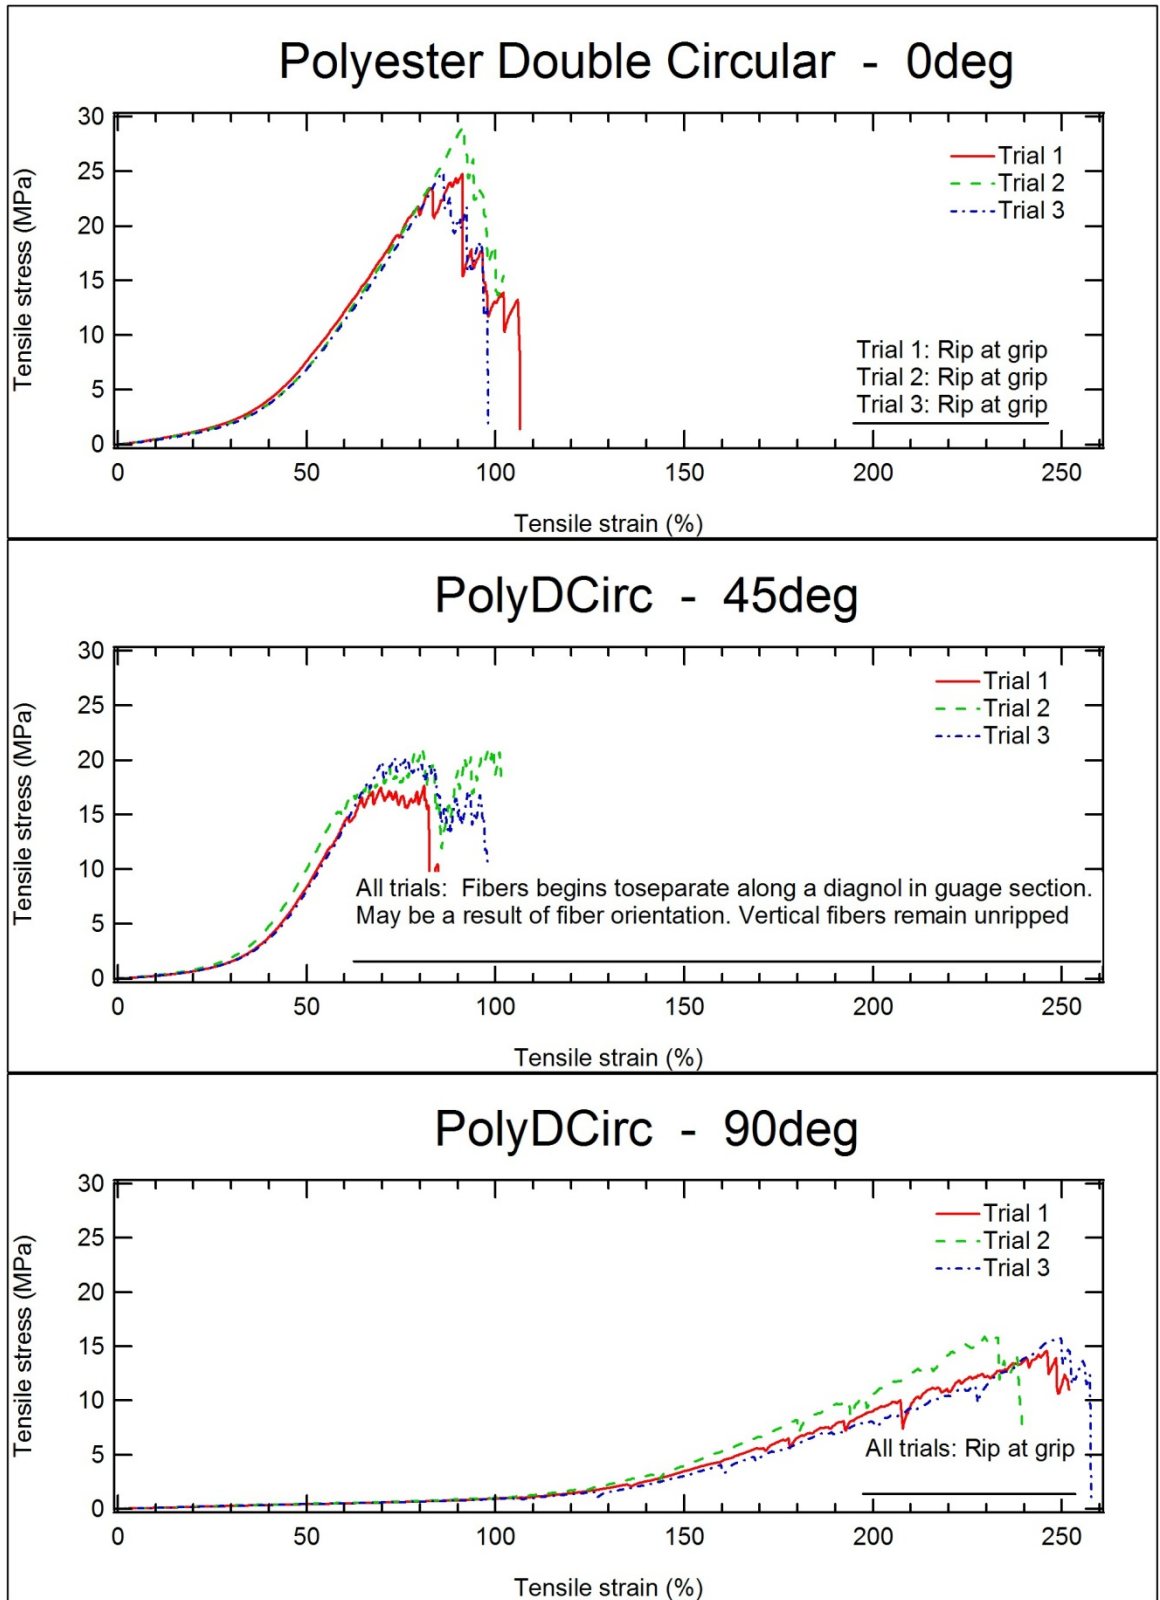 Polyester Double Circular - 0deg
30
25
20
15
10
5
0
Tensile stress (MPa)
Trial 1
Trial 2
Trial 3
Trial 1: Rip at grip
Trial 2: Rip at grip
Trial 3: Rip at grip
0 50 100 150 200 250
Tensile strain (%)
PolyDCirc - 45deg
30
25
20
15
10
5
0
Tensile stress (MPa)
Trial 1
Trial 2
Trial 3
All trials: Fibers begins toseparate along a diagnol in guage section.
May be a result of fiber orientation. Vertical fibers remain unripped
0 50 100 150 200 250
Tensile strain (%)
PolyDCirc - 90deg
30
25
20
15
10
5
0
Tensile stress (MPa)
Trial 1
Trial 2
Trial 3
All trials: Rip at grip
0 50 100 150 200 250
Tensile strain (%)